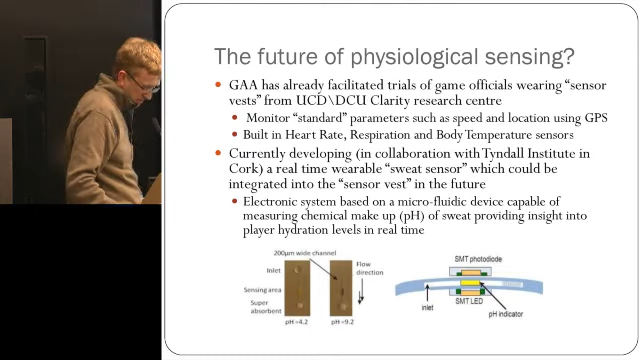 The future of physiological sensing?
GAA has already facilitated trials of game officials wearing “sensor
vests” from UCD\DCU Clarity research centre
Monitor “standard” parameters such as speed and location using GPS
Built in Heart Rate, Respiration and Body Temperature sensors
Currently developing (in collaboration with Tyndall Institute in
Cork) a real time wearable “sweat sensor” which could be
integrated into the “sensor vest” in the future
Electronic system based on a micro-fluidic device capable of
measuring chemical make up (pH) of sweat providing insight into
player hydration levels in real time
200µm wide channel
Inlet
Flow
direction
Sensing area
Super
absorbent
pH =4.2
pH =9.2
SMT photodiode
inlet
SMT LED
pH indicator